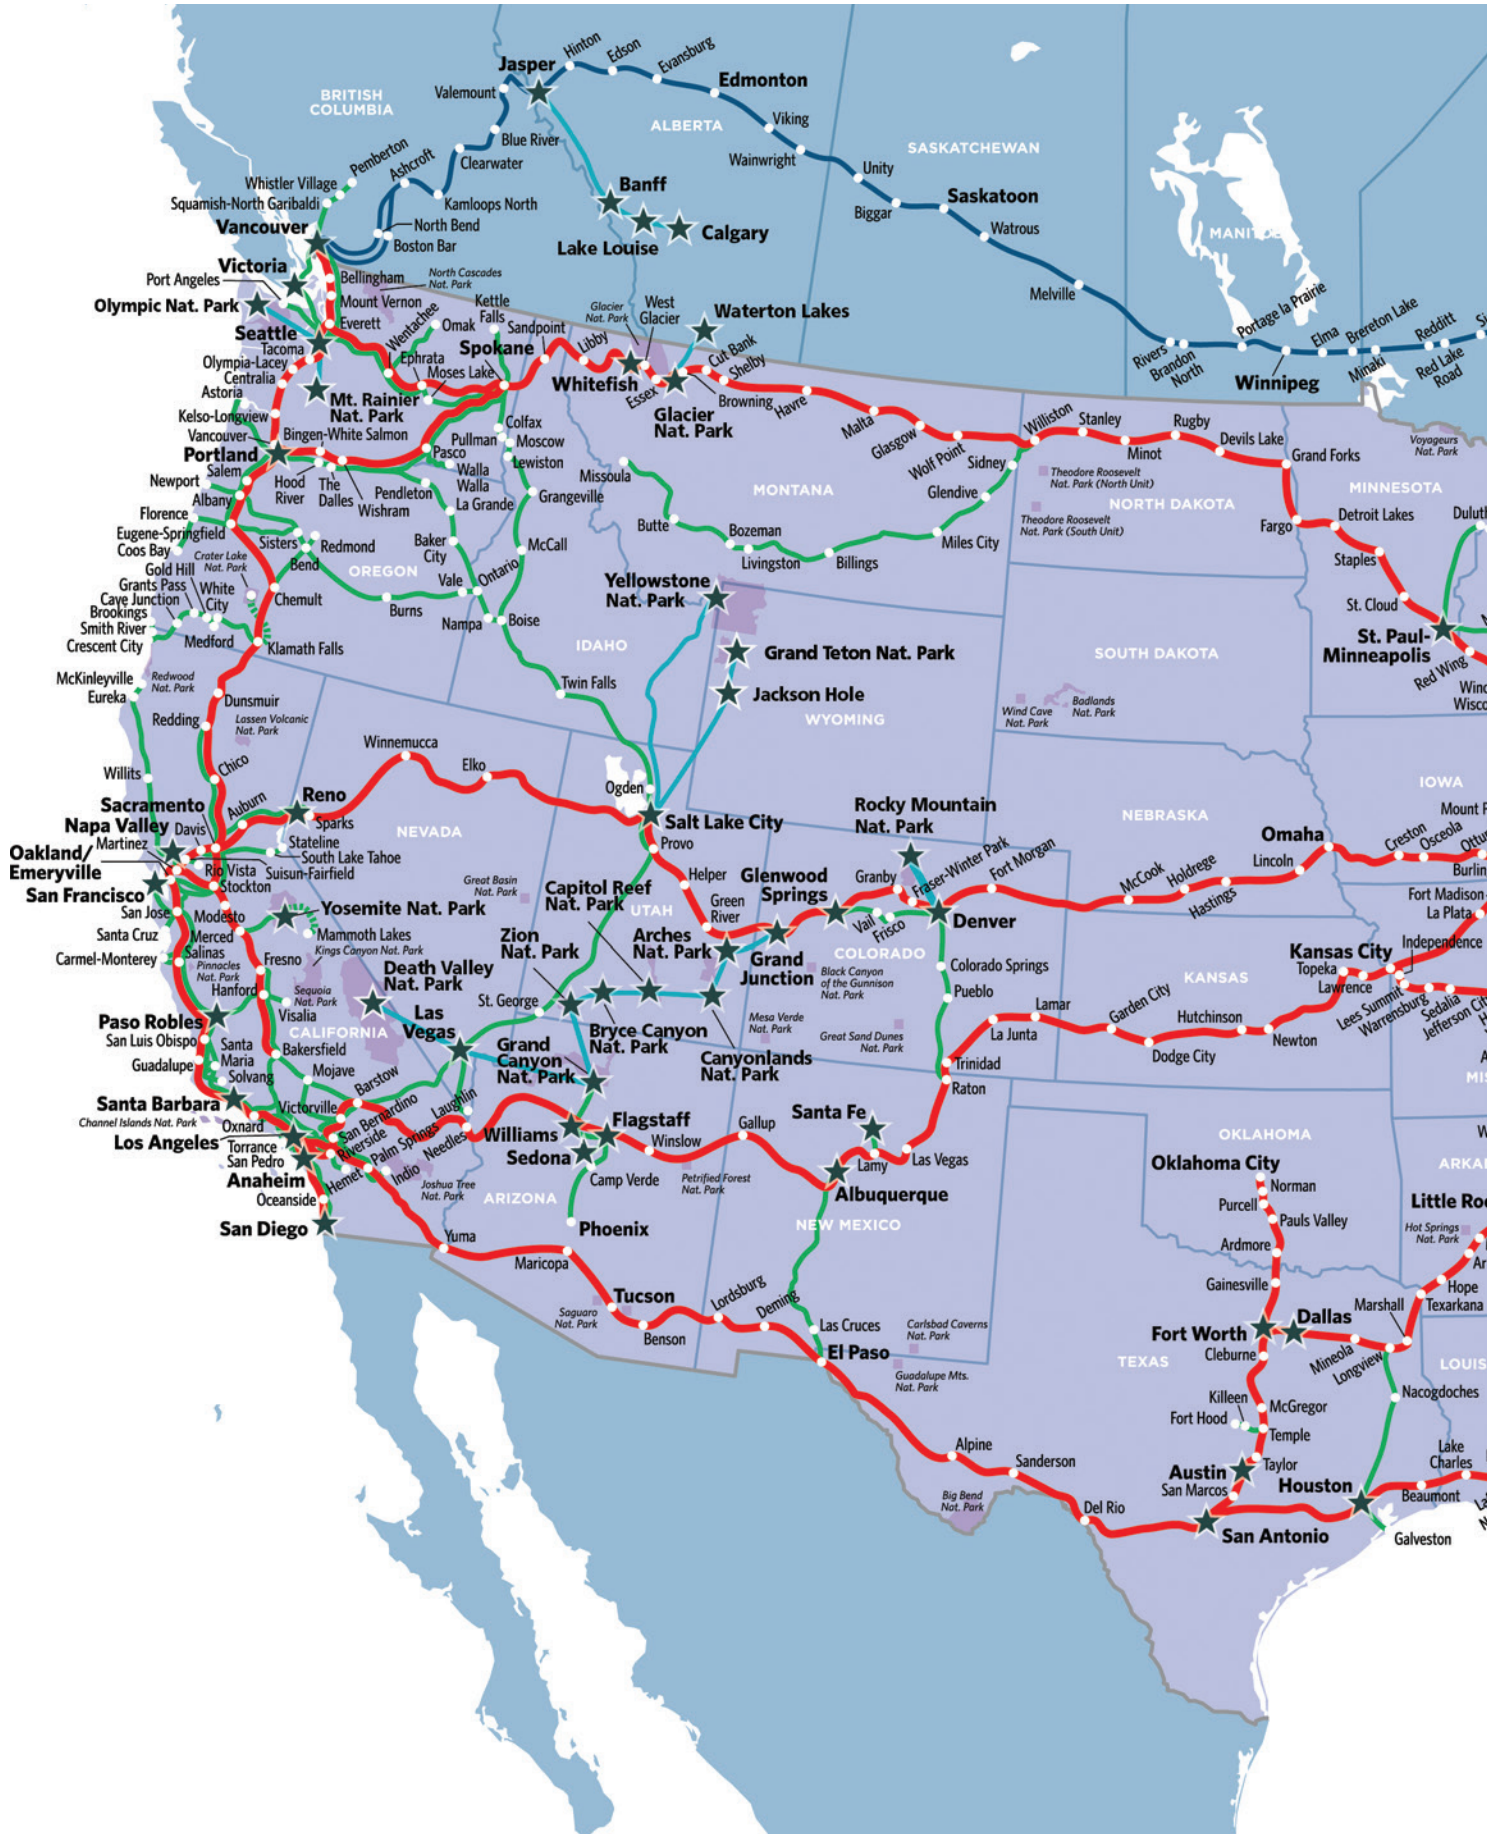 Jasper
Hinton
Edson
Evansburg
Edmonton
Valemount
BRITISH
COLUMBIA
ALBERTA
Viking
Blue River
Wainwright
SASKATCHEWAN
Clearwater
Unity
Pemberton
Ashcroft
Whistler Village
Squamish-North Garibaldi
Kamloops North
Banff
Biggar
Saskatoon
Vancouver
North Bend
Boston Bar
Lake Louise
Calgary
Watrous
Victoria
Port Angeles
Bellingham
North Cascades
Nat. Park
Melville
Olympic Nat. Park
Mount Vernon
Kettle
Falls
Glacier
Nat. Park
West
Glacier
Waterton Lakes
Portage la Prairie
Brereton Lake
Seattle
Everett
Wentachee
Omak
Sandpoint
Libby
Elma
Redditt
Tacoma
Spokane
Cut Bank
Rivers
Brandon
North
Winnipeg
Minaki
Red Lake
Road
Olympia-Lacey
Ephrata
Moses Lake
Whitefish
Shelby
Centralia
Essex
Browning
Astoria
Mt. Rainier
Nat. Park
Glacier
Nat. Park
Havre
Kelso-Longview
Malta
Vancouver
Bingen-White Salmon
Colfax
Glasgow
Williston
Stanley
Rugby
Voyageurs
Nat. Park
Portland
Pullman
Moscow
Wolf Point
Minot
Devils Lake
Grand Forks
Salem
Hood
River
The
Dalles
Pasco
Walla
Walla
Lewiston
Missoula
Sidney
Theodore Roosevelt
Nat. Park (North Unit)
Newport
Wishram
Pendleton
La Grande
Grangeville
MONTANA
Glendive
NORTH DAKOTA
MINNESOTA
Albany
Florence
Butte
Bozeman
Theodore Roosevelt
Nat. Park (South Unit)
Fargo
Detroit Lakes
Eugene-Springfield
Sisters
Redmond
Baker
City
McCall
Livingston
Billings
Miles City
Staples
Coos Bay
Crater Lake
Nat. Park
Bend
Gold Hill
OREGON
Grants Pass
White
City
Chemult
Burns
Vale
Ontario
Yellowstone
Nat. Park
St. Cloud
Cave Junction
Brookings
Smith River
Nampa
Boise
St. Paul-
Minneapolis
Crescent City
Medford
Klamath Falls
IDAHO
Grand Teton Nat. Park
SOUTH DAKOTA
Red Wing
McKinleyville
Redwood
Nat. Park
Twin Falls
Jackson Hole
Eureka
Dunsmuir
WYOMING
Wind Cave
Nat. Park
Badlands
Nat. Park
Redding
Lassen Volcanic
Nat. Park
Winnemucca
Willits
Chico
Elko
Ogden
IOWA
Sacramento
Auburn
Reno
Rocky Mountain
Nat. Park
Napa Valley
Davis
Sparks
NEVADA
Salt Lake City
NEBRASKA
Omaha
Creston
Osceola
Martinez
Stateline
South Lake Tahoe
Provo
Oakland/
Emeryville
Rio Vista
Suisun-Fairfield
Fraser-Winter Park
Fort Morgan
McCook
Holdrege
Lincoln
Stockton
Great Basin
Nat. Park
Capitol Reef
Nat. Park
Helper
Glenwood
Springs
Granby
Hastings
Fort Madison
San Francisco
Green
River
La Plata
San Jose
Modesto
Yosemite Nat. Park
UTAH
Vail
Frisco
Denver
Santa Cruz
Merced
Mammoth Lakes
Zion
Nat. Park
Arches
Nat. Park
Grand
Junction
COLORADO
Kansas City
Independence
Carmel-Monterey
Salinas
Kings Canyon Nat. Park
Pinnacles
Nat. Park
Fresno
Death Valley
Nat. Park
Colorado Springs
Black Canyon
of the Gunnison
Nat. Park
KANSAS
Topeka
Lawrence
Hanford
Sequoia
Nat. Park
St. George
Pueblo
Lees Summit
Warrensburg
Sedalia
Jefferson City
Visalia
Las
Vegas
Lamar
Garden City
Paso Robles
CALIFORNIA
Bryce Canyon
Nat. Park
Mesa Verde
Nat. Park
Great Sand Dunes
Nat. Park
La Junta
Hutchinson
San Luis Obispo
Santa
Maria
Bakersfield
Grand
Canyon
Nat. Park
Canyonlands
Nat. Park
Dodge City
Newton
Guadalupe
Solvang
Mojave
Barstow
Trinidad
Raton
Santa Barbara
Victorville
San Bernardino
Laughlin
Santa Fe
Channel Islands Nat. Park
Oxnard
Riverside
Palm Springs
Needles
Williams
Flagstaff
Gallup
OKLAHOMA
Los Angeles
Torrance
San Pedro
Sedona
Winslow
Lamy
Las Vegas
Oklahoma City
Anaheim
Hemet
Indio
Joshua Tree
Nat. Park
Camp Verde
Petrified Forest
Nat. Park
Albuquerque
Norman
Oceanside
ARIZONA
Purcell
Pauls Valley
San Diego
Phoenix
NEW MEXICO
Hot Springs
Nat. Park
Yuma
Ardmore
Maricopa
Gainesville
Hope
Tucson
Lordsburg
Deming
Marshall
Texarkana
Saguaro
Nat. Park
Benson
Las Cruces
Carlsbad Caverns
Nat. Park
Fort Worth
Dallas
El Paso
Cleburne
Mineola
Longview
TEXAS
Guadalupe Mts.
Nat. Park
Killeen
McGregor
Nacogdoches
Fort Hood
Temple
Alpine
Lake
Charles
Sanderson
Austin
Taylor
Houston
San Marcos
Beaumont
Big Bend
Nat. Park
Del Rio
San Antonio
Galveston